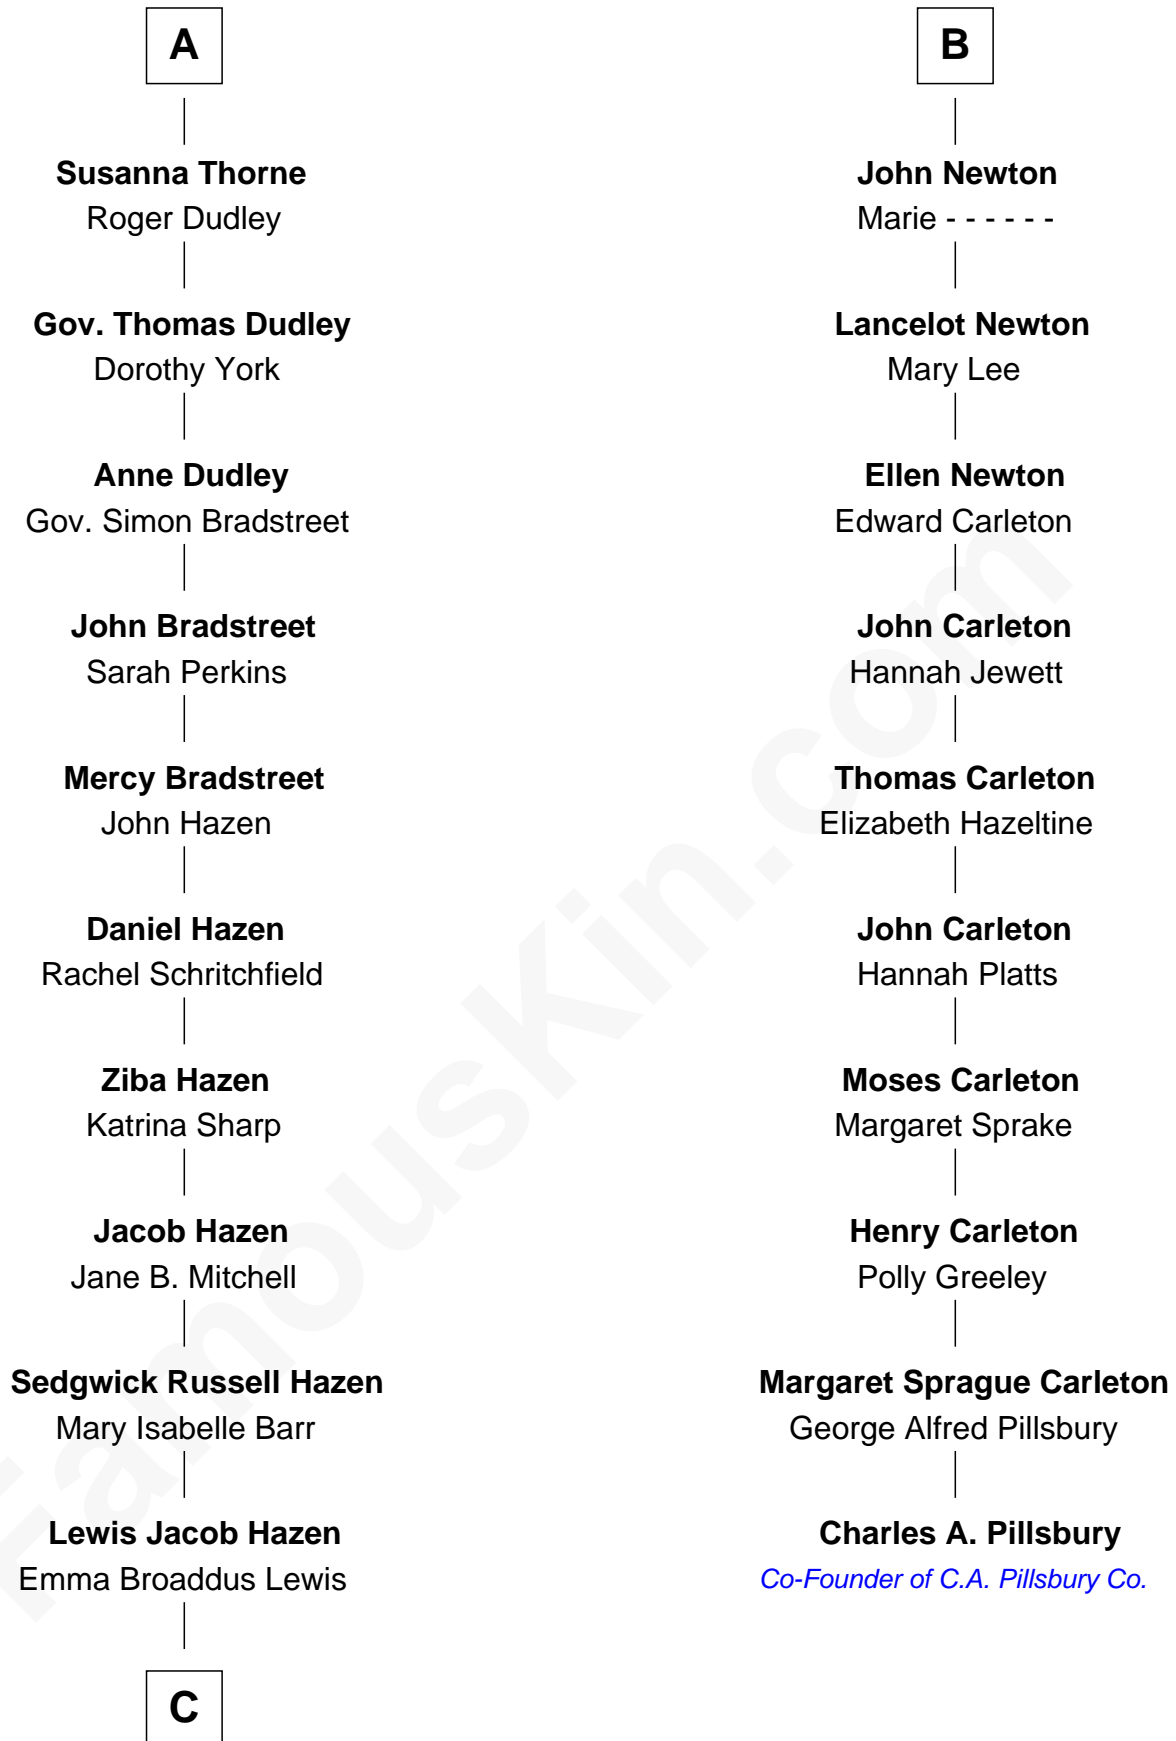 A
Susanna Thorne
Roger Dudley
Gov. Thomas Dudley
Dorothy York
Anne Dudley
Gov. Simon Bradstreet
John Bradstreet
Sarah Perkins
Mercy Bradstreet
John Hazen
Daniel Hazen
Rachel Schritchfield
Ziba Hazen
Katrina Sharp
Jacob Hazen
Jane B. Mitchell
Sedgwick Russell Hazen
Mary Isabelle Barr
Lewis Jacob Hazen
Emma Broaddus Lewis
C
B
John Newton
Marie - - - - - -
Lancelot Newton
Mary Lee
Ellen Newton
Edward Carleton
John Carleton
Hannah Jewett
Thomas Carleton
Elizabeth Hazeltine
John Carleton
Hannah Platts
Moses Carleton
Margaret Sprake
Henry Carleton
Polly Greeley
Margaret Sprague Carleton
George Alfred Pillsbury
Charles A. Pillsbury
Co-Founder of C.A. Pillsbury Co.
FamousKin.com